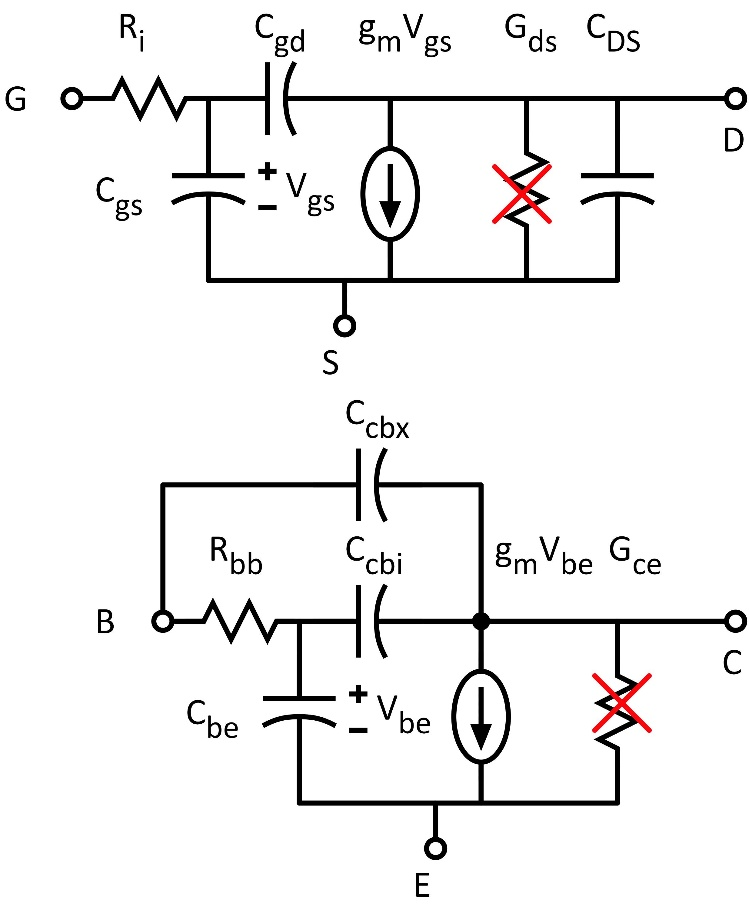 R_i C_gd g_mV_gs G_ds C_DS
G
D
C_gs + V_gs
–
S
C_cbx
R_bb C_cbi g_mV_be G_ce
B
C
C_be + V_be
–
E